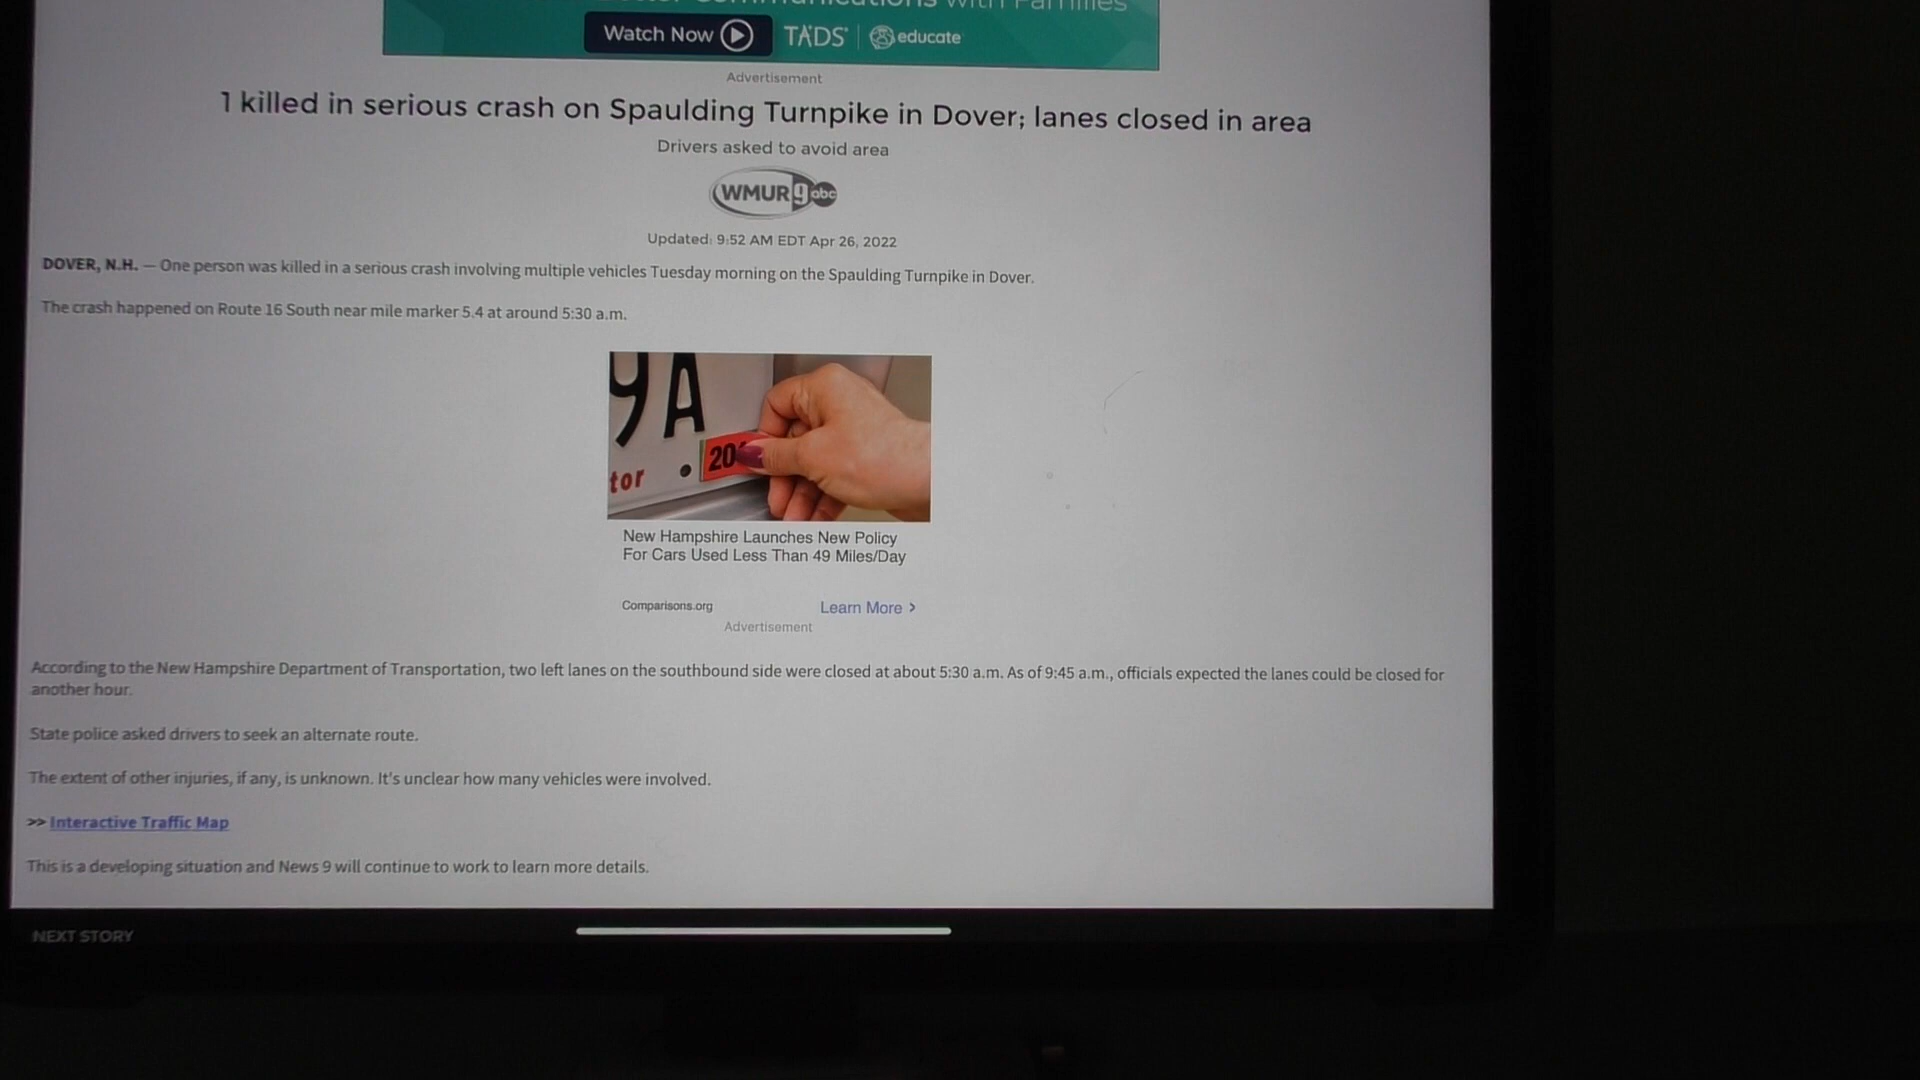 with Families
Watch Now
TADS
educate
Advertisement
1 killed in serious crash on Spaulding Turnpike in Dover; lanes closed in area
Drivers asked to avoid area
WMUR 9 abc
Updated: 9:52 AM EDT Apr 26, 2022
DOVER, N.H. — One person was killed in a serious crash involving multiple vehicles Tuesday morning on the Spaulding Turnpike in Dover.
The crash happened on Route 16 South near mile marker 5.4 at around 5:30 a.m.
9A
tor
20
New Hampshire Launches New Policy
For Cars Used Less Than 49 Miles/Day
Comparisons.org
Learn More >
Advertisement
According to the New Hampshire Department of Transportation, two left lanes on the southbound side were closed at about 5:30 a.m. As of 9:45 a.m., officials expected the lanes could be closed for
another hour.
State police asked drivers to seek an alternate route.
The extent of other injuries, if any, is unknown. It's unclear how many vehicles were involved.
>> Interactive Traffic Map
This is a developing situation and News 9 will continue to work to learn more details.
NEXT STORY